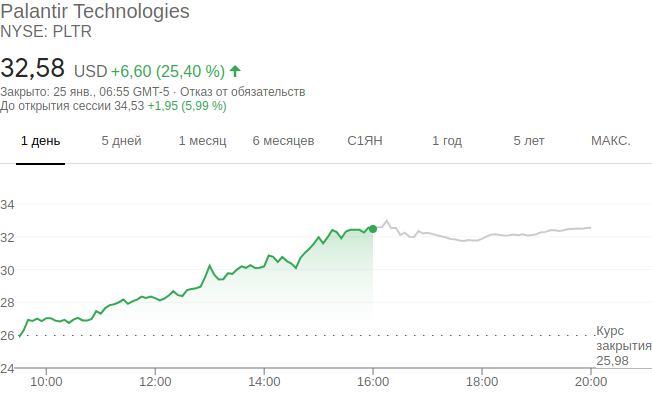 Palantir Technologies
NYSE: PLTR
32,58 USD +6,60 (25,40 %)
Закрыто: 25 янв., 06:55 GMT-5 · Отказ от обязательств
До открытия сессии 34,53 +1,95 (5,99 %)
1 день 5 дней 1 месяц 6 месяцев С1ЯН 1 год 5 лет МАКС.
34
32
30
28
26
24
Курс
закрытия
25,98
10:00 12:00 14:00 16:00 18:00 20:00